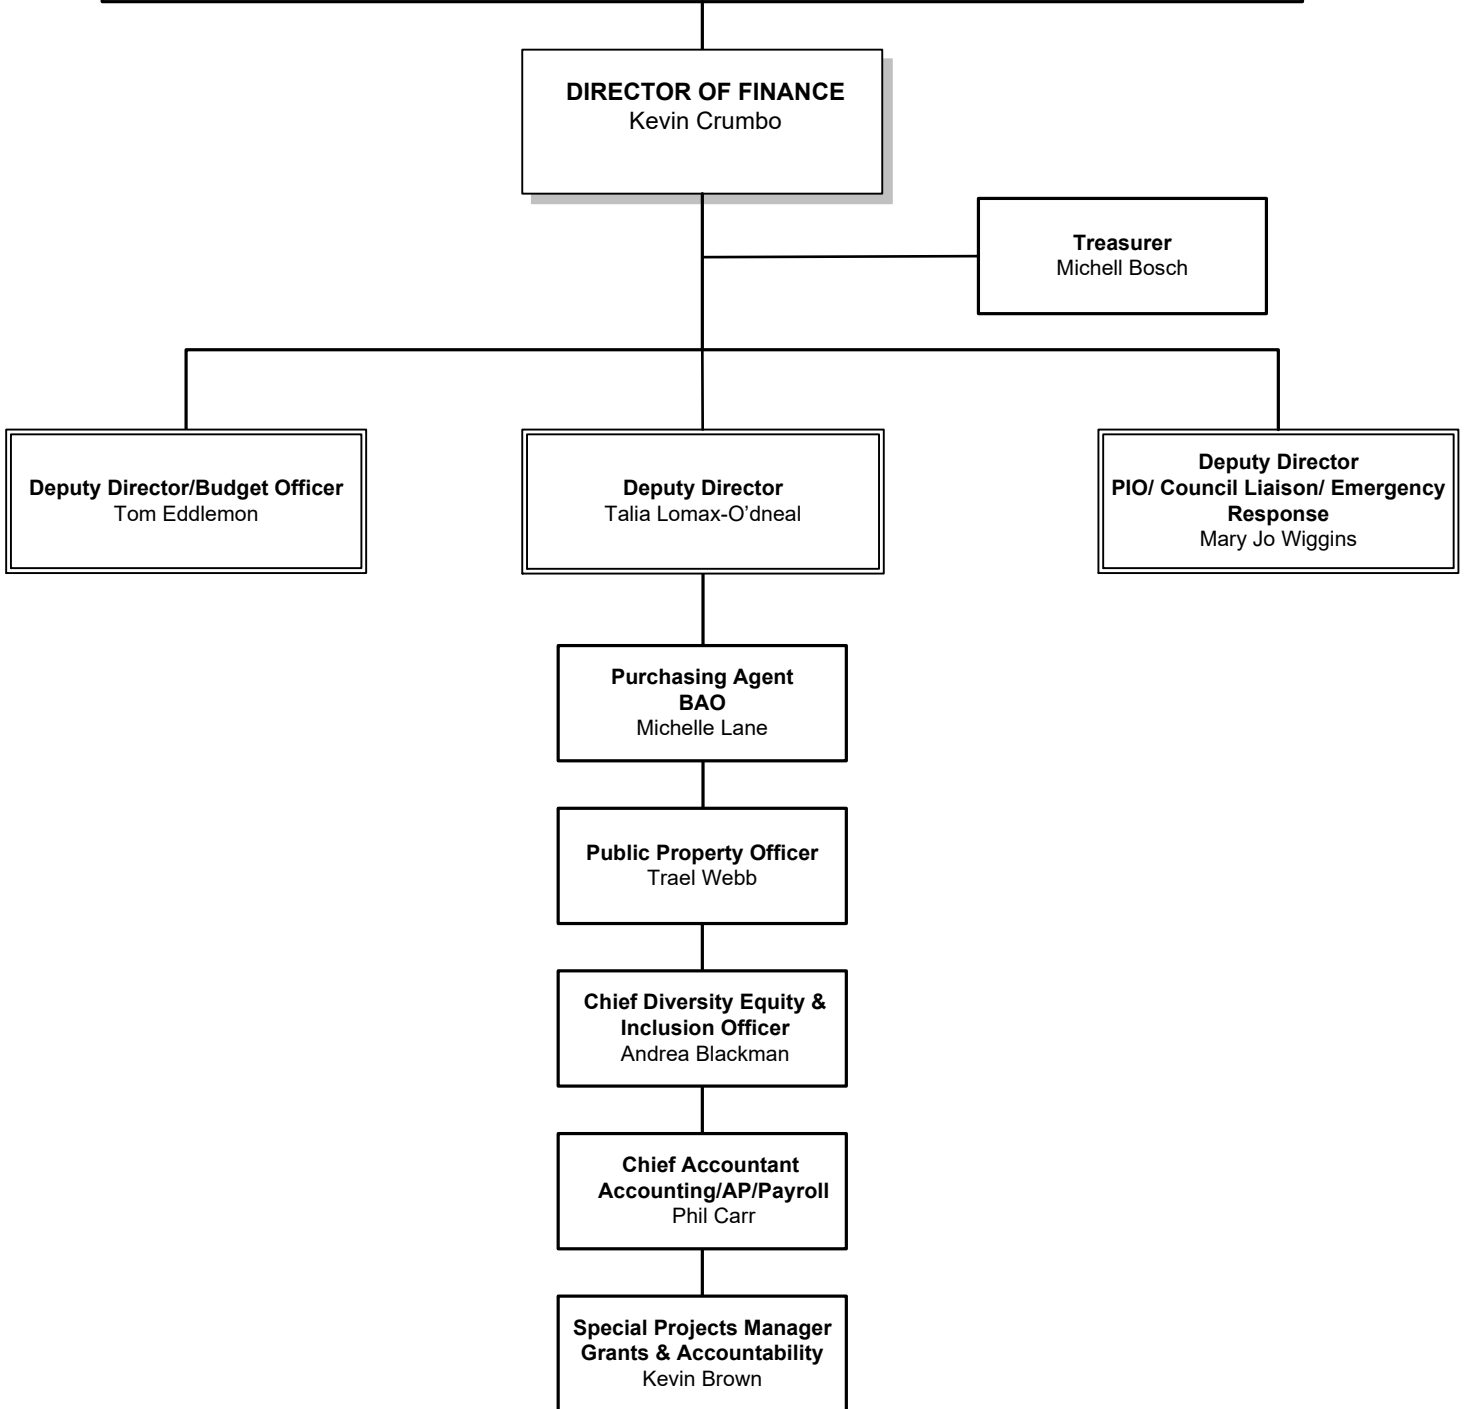 DIRECTOR OF FINANCE
Kevin Crumbo
Treasurer
Michell Bosch
Deputy Director/Budget Officer
Tom Eddlemon
Deputy Director
Talia Lomax-O’dneal
Deputy Director
PIO/ Council Liaison/ Emergency
Response
Mary Jo Wiggins
Purchasing Agent
BAO
Michelle Lane
Public Property Officer
Trael Webb
Chief Diversity Equity &
Inclusion Officer
Andrea Blackman
Chief Accountant
Accounting/AP/Payroll
Phil Carr
Special Projects Manager
Grants & Accountability
Kevin Brown